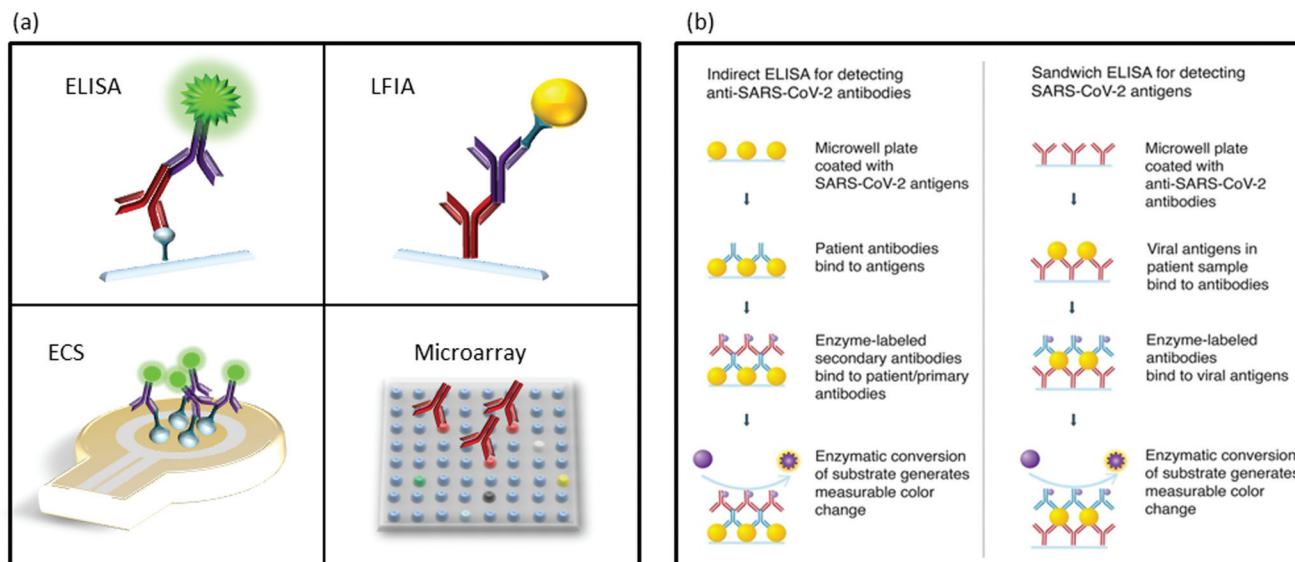 (a)
ELISA
LFIA
ECS
Microarray
(b)
Indirect ELISA for detecting
anti-SARS-CoV-2 antibodies
Microwell plate
coated with
SARS-CoV-2 antigens
Patient antibodies
bind to antigens
Enzyme-labeled
secondary antibodies
bind to patient/primary
antibodies
Enzymatic conversion
of substrate generates
measurable color
change
Sandwich ELISA for detecting
SARS-CoV-2 antigens
Microwell plate
coated with
anti-SARS-CoV-2
antibodies
Viral antigens in
patient sample
bind to antibodies
Enzyme-labeled
antibodies
bind to viral antigens
Enzymatic conversion
of substrate generates
measurable color
change